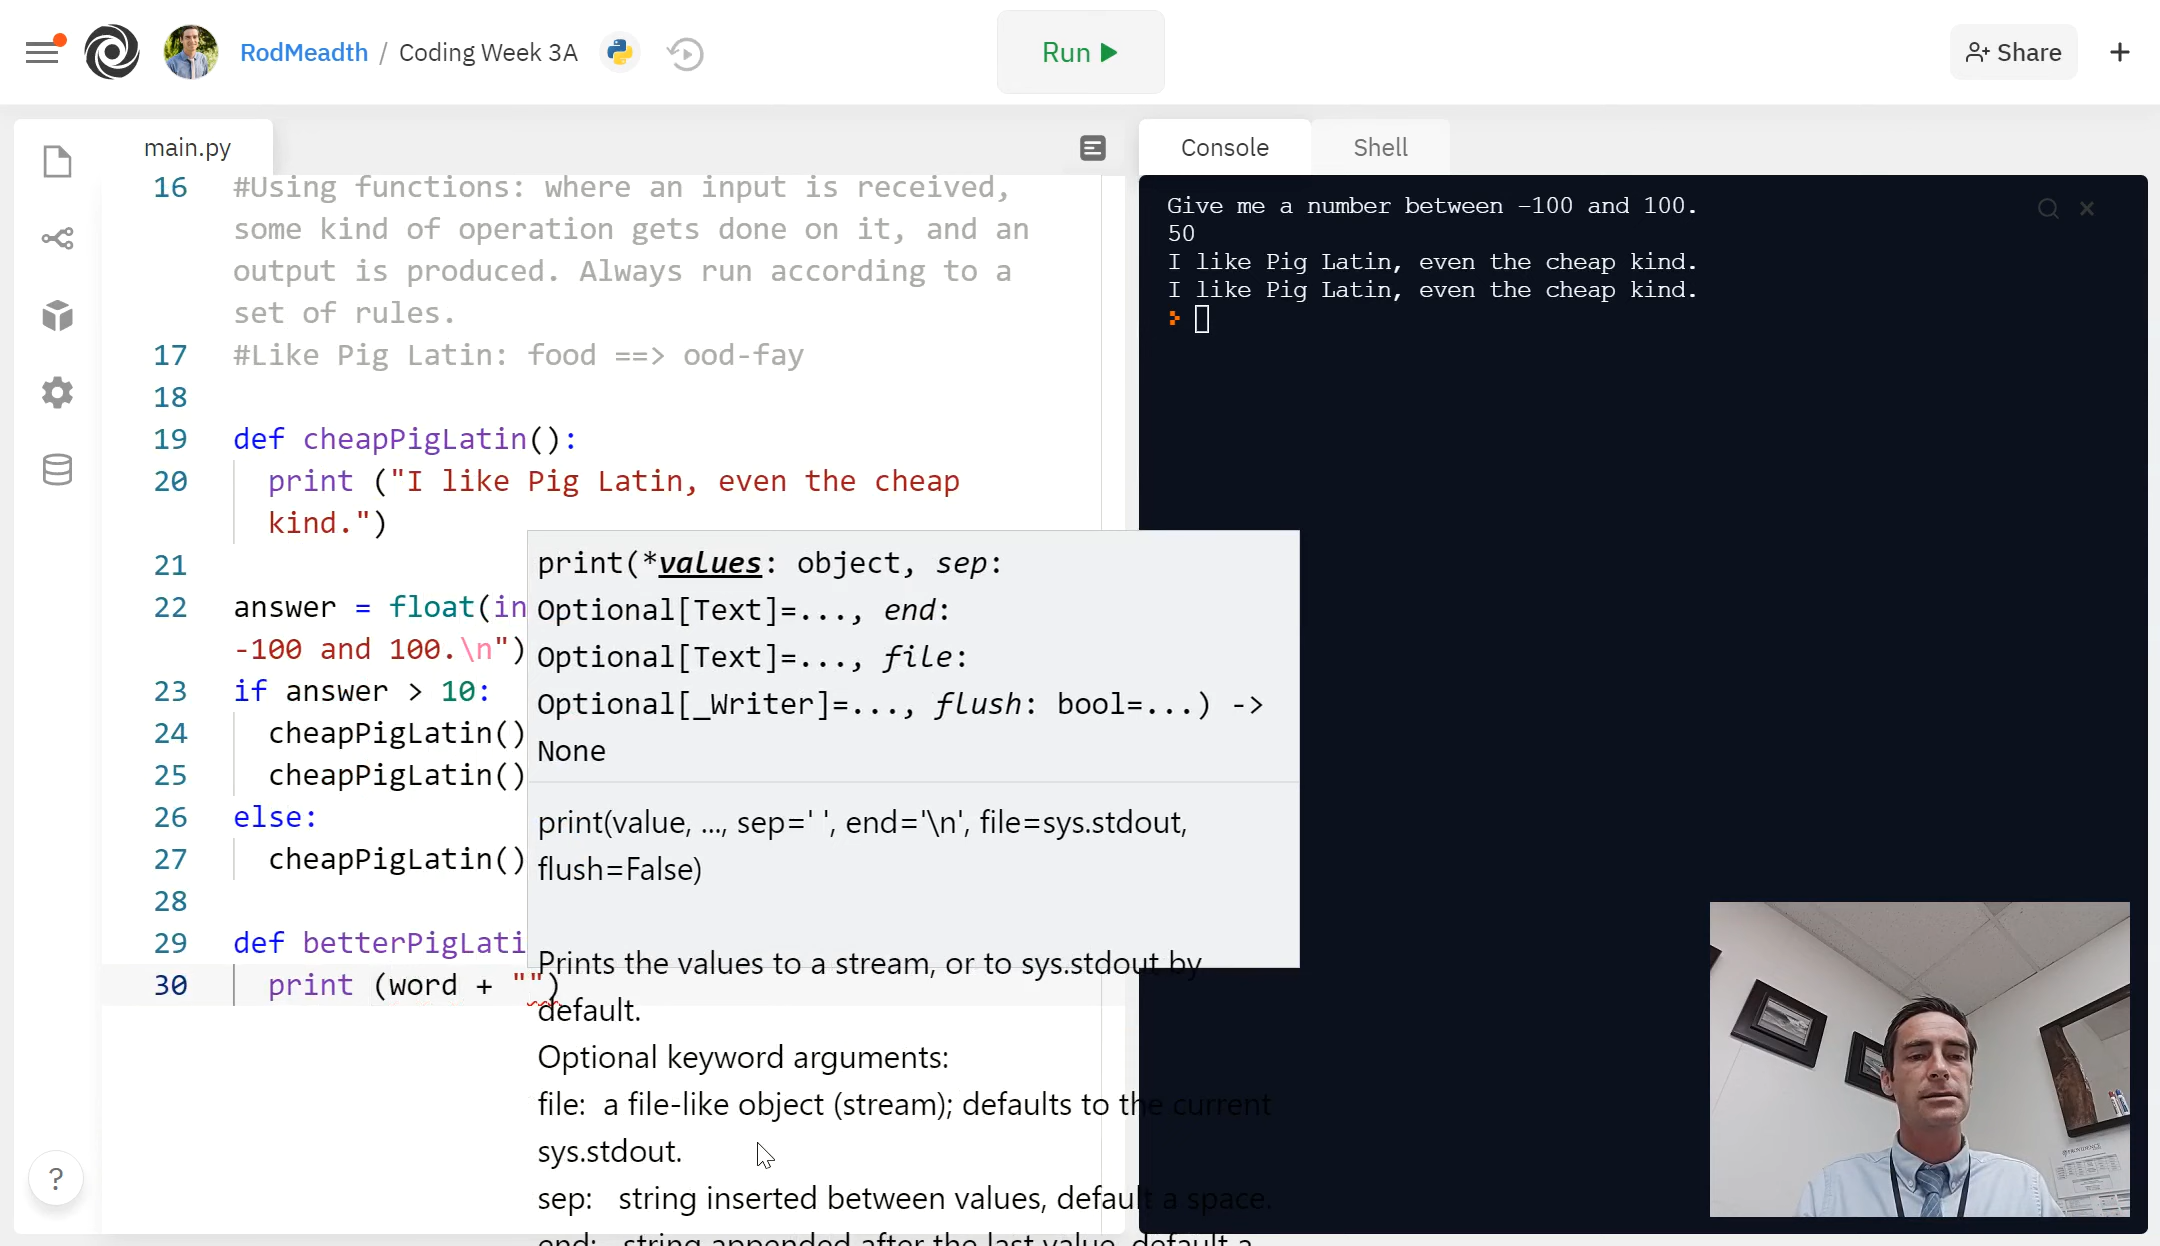 RodMeadth / Coding Week 3A
Run
Share
main.py
Console
Shell
16 #Using functions: where an input is received,
some kind of operation gets done on it, and an
output is produced. Always run according to a
set of rules.
17 #Like Pig Latin: food ==> ood-fay
18
19 def cheapPigLatin():
20 print ("I like Pig Latin, even the cheap
kind.")
21
22 answer = float(in
-100 and 100.\n")
23 if answer > 10:
24 cheapPigLatin()
25 cheapPigLatin()
26 else:
27 cheapPigLatin()
28
29 def betterPigLati
30 print (word + "")
print(*values: object, sep:
Optional[Text]=..., end:
Optional[Text]=..., file:
Optional[_Writer]=..., flush: bool=...) ->
None
print(value, ..., sep=' ', end='\n', file=sys.stdout,
flush=False)
Prints the values to a stream, or to sys.stdout by
default.
Optional keyword arguments:
file: a file-like object (stream); defaults to the current
sys.stdout.
sep: string inserted between values, default a space.
end: string appended after the last value, default a
Give me a number between -100 and 100.
50
I like Pig Latin, even the cheap kind.
I like Pig Latin, even the cheap kind.
?